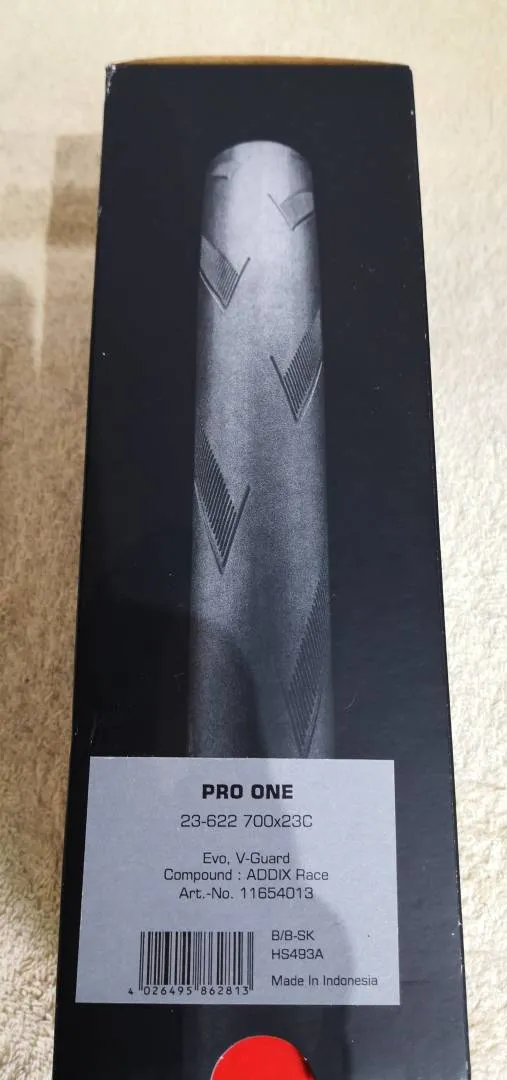 PRO ONE
23-622 700x23C
Evo, V-Guard
Compound : ADDIX Race
Art.-No. 11654013
B/B-SK
HS493A
Made In Indonesia
4 026495 862813